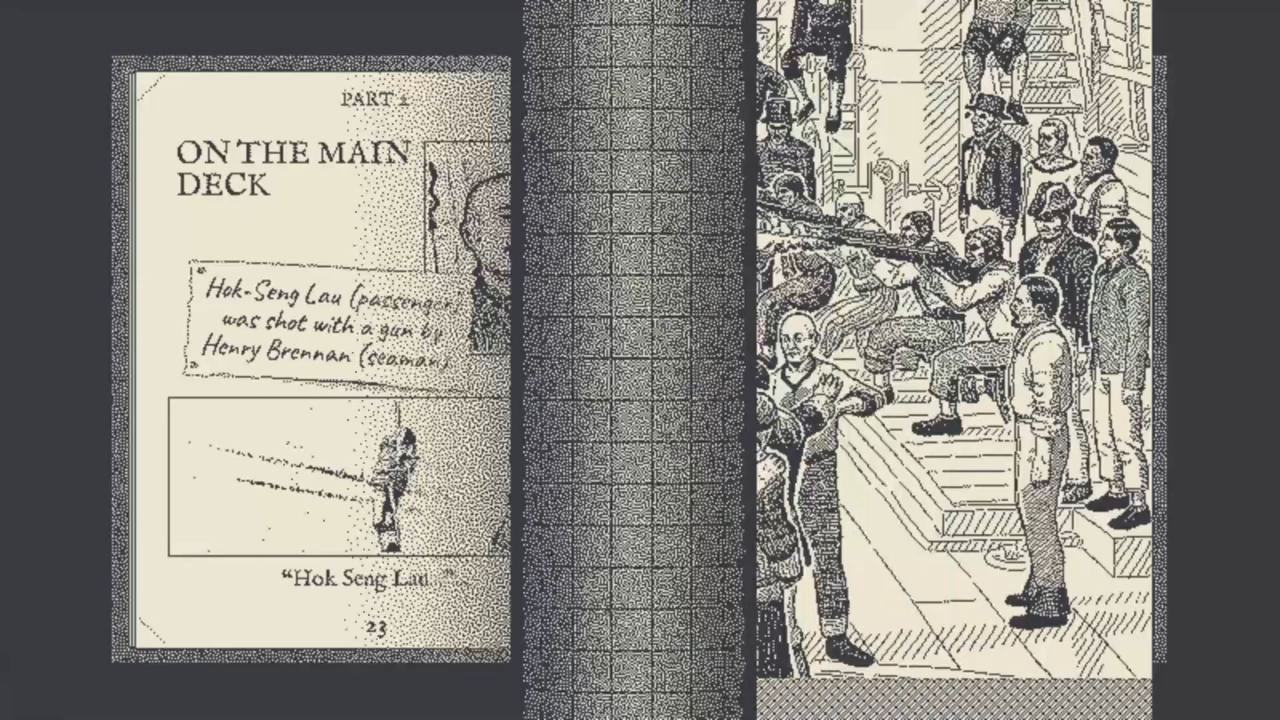 PART 2
ON THE MAIN
DECK
Hok-Seng Lau (passenger)
was shot with a gun by
Henry Brennan (seaman).
“Hok Seng Lau ”
23